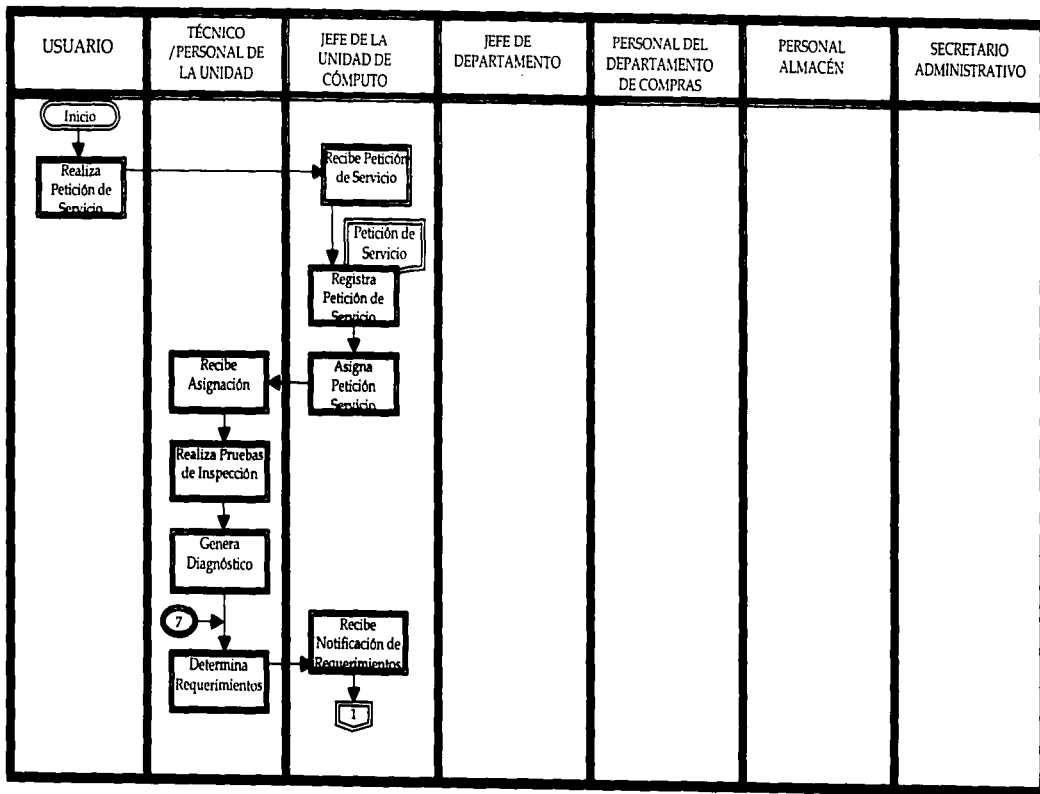 USUARIO
TÉCNICO
/PERSONAL DE
LA UNIDAD
JEFE DE LA
UNIDAD DE
CÓMPUTO
JEFE DE
DEPARTAMENTO
PERSONAL DEL
DEPARTAMENTO
DE COMPRAS
PERSONAL
ALMACÉN
SECRETARIO
ADMINISTRATIVO
Inicio
Realiza
Petición de
Servicio
Recibe Petición
de Servicio
Petición de
Servicio
Registra
Petición de
Servicio
Asigna
Petición
Servicio
Recibe
Asignación
Realiza Pruebas
de Inspección
Genera
Diagnóstico
7
Determina
Requerimientos
Recibe
Notificación de
Requerimientos
1